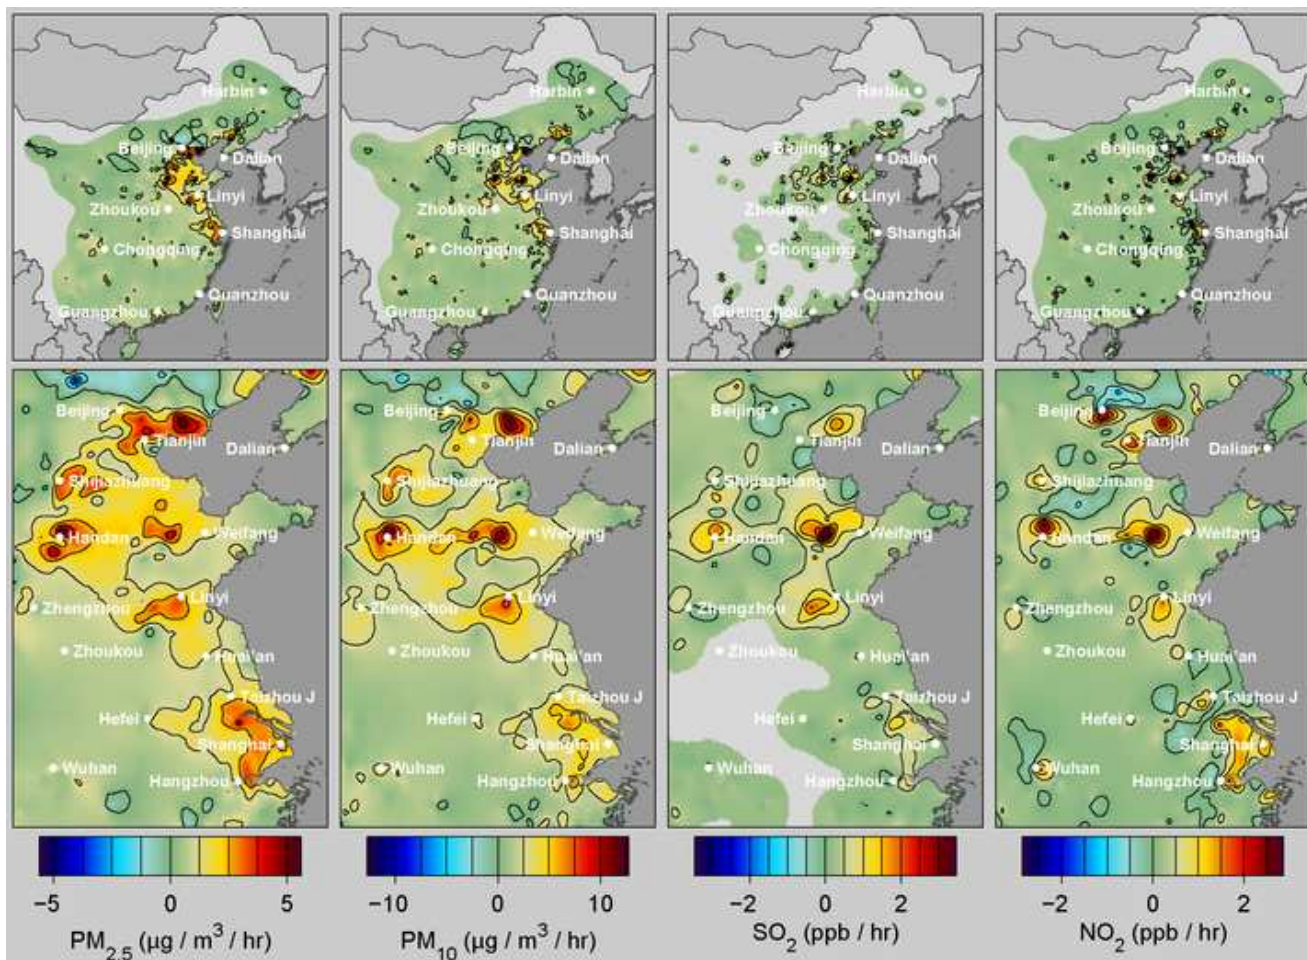 Harbin
Beijing
Dalian
Linyi
Zhoukou
Shanghai
Chongqing
Quanzhou
Guangzhou
Harbin
Beijing
Dalian
Linyi
Zhoukou
Shanghai
Chongqing
Quanzhou
Guangzhou
Harbin
Beijing
Dalian
Linyi
Zhoukou
Shanghai
Chongqing
Quanzhou
Guangzhou
Harbin
Beijing
Dalian
Linyi
Zhoukou
Shanghai
Chongqing
Quanzhou
Guangzhou
Beijing
Tianjin
Dalian
Shijiazhuang
Handan
Weifang
Linyi
Zhengzhou
Zhoukou
Huai'an
Taizhou J
Hefei
Shanghai
Wuhan
Hangzhou
Beijing
Tianjin
Dalian
Shijiazhuang
Handan
Weifang
Linyi
Zhengzhou
Zhoukou
Huai'an
Taizhou J
Hefei
Shanghai
Wuhan
Hangzhou
Beijing
Tianjin
Dalian
Shijiazhuang
Handan
Weifang
Linyi
Zhengzhou
Zhoukou
Huai'an
Taizhou J
Hefei
Shanghai
Wuhan
Hangzhou
Beijing
Tianjin
Dalian
Shijiazhuang
Handan
Weifang
Linyi
Zhengzhou
Zhoukou
Huai'an
Taizhou J
Hefei
Shanghai
Wuhan
Hangzhou
−5 0 5
PM2.5 (µg / m³ / hr)
−10 0 10
PM10 (µg / m³ / hr)
−2 0 2
SO2 (ppb / hr)
−2 0 2
NO2 (ppb / hr)